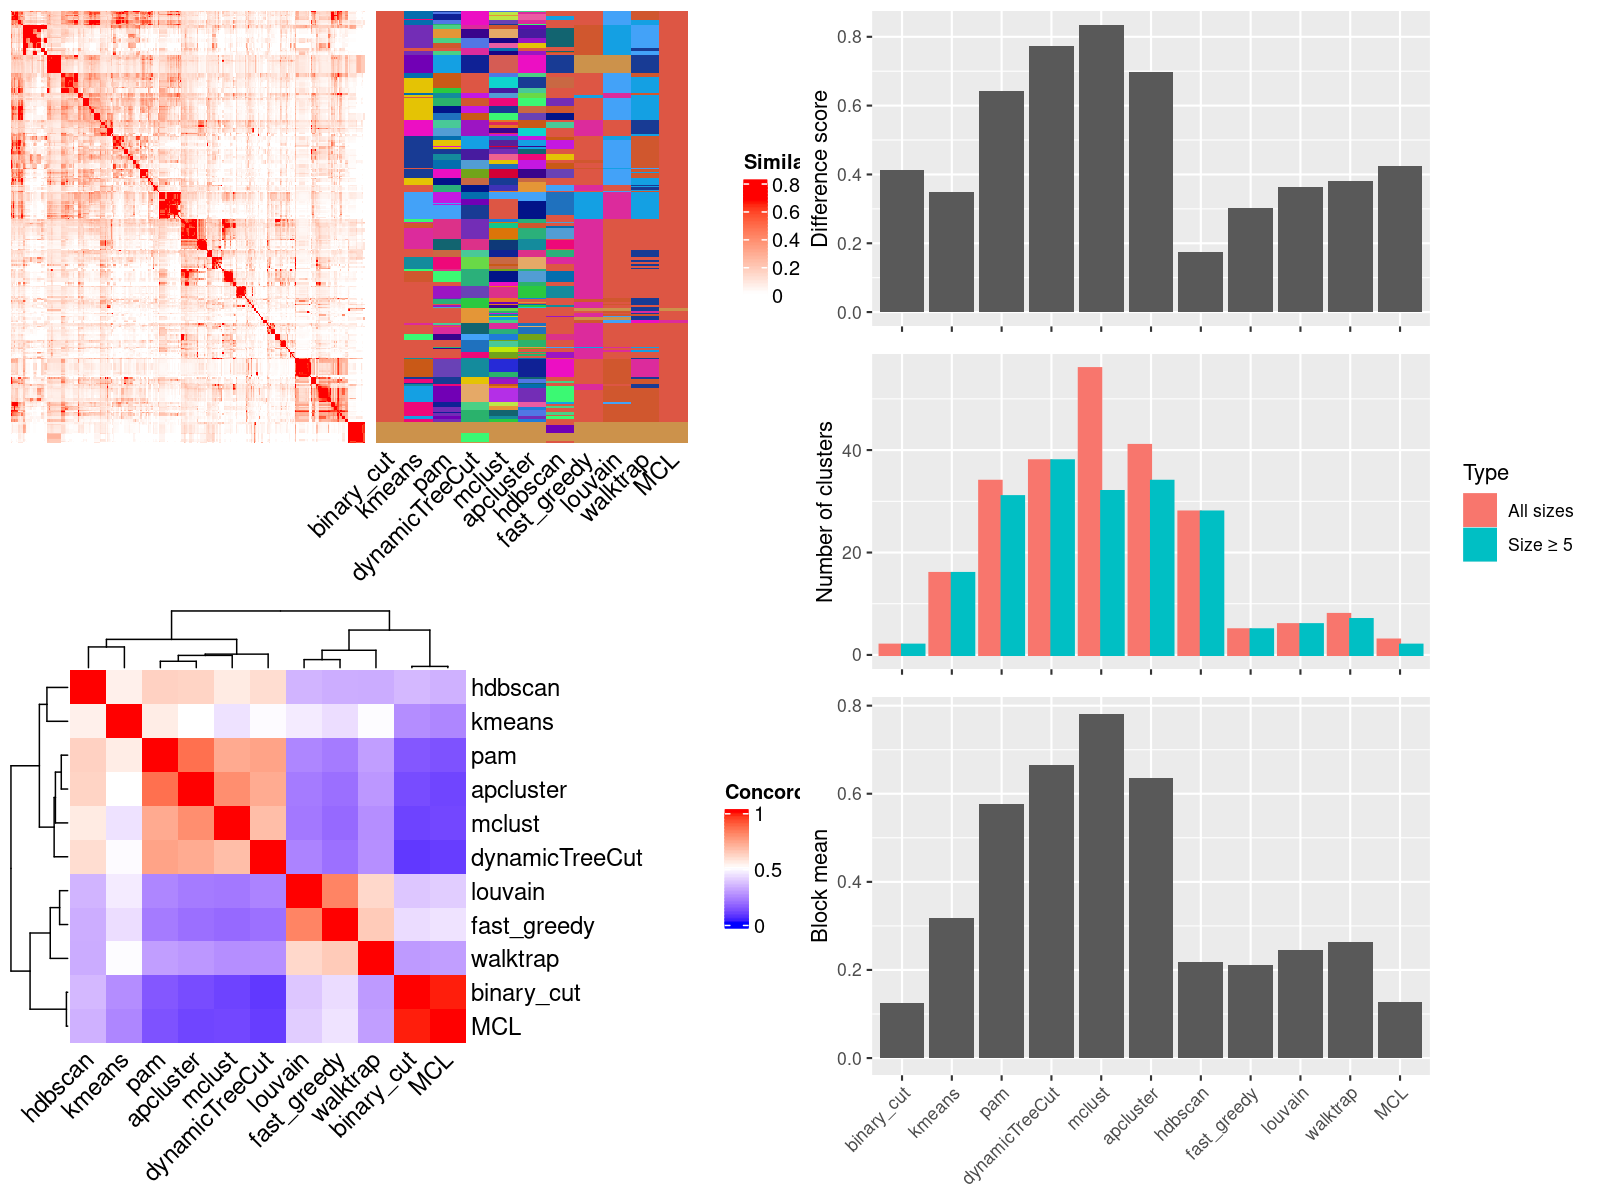 Simila
0.8
0.6
0.4
0.2
0
binary_cut
kmeans
pam
dynamicTreeCut
mclust
apcluster
hdbscan
fast_greedy
louvain
walktrap
MCL
hdbscan
kmeans
pam
apcluster
mclust
dynamicTreeCut
louvain
fast_greedy
walktrap
binary_cut
MCL
hdbscan
kmeans
pam
apcluster
mclust
dynamicTreeCut
louvain
fast_greedy
walktrap
binary_cut
MCL
Concord
1
0.5
0
Difference score
0.8
0.6
0.4
0.2
0.0
Number of clusters
40
20
0
Type
All sizes
Size ≥ 5
Block mean
0.8
0.6
0.4
0.2
0.0
binary_cut
kmeans
pam
dynamicTreeCut
mclust
apcluster
hdbscan
fast_greedy
louvain
walktrap
MCL